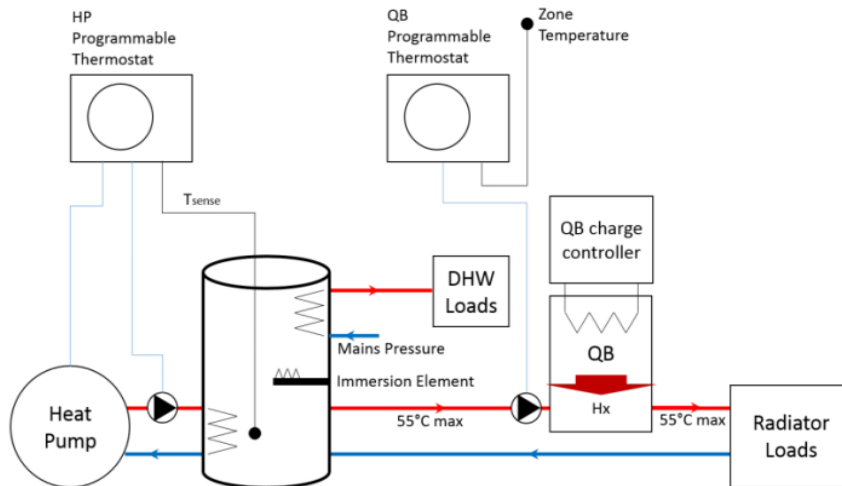 HP
Programmable
Thermostat
QB
Programmable
Thermostat
Zone
Temperature
Tsense
QB charge
controller
DHW
Loads
Mains Pressure
QB
Immersion Element
Heat
Pump
55°C max
Hx
55°C max
Radiator
Loads